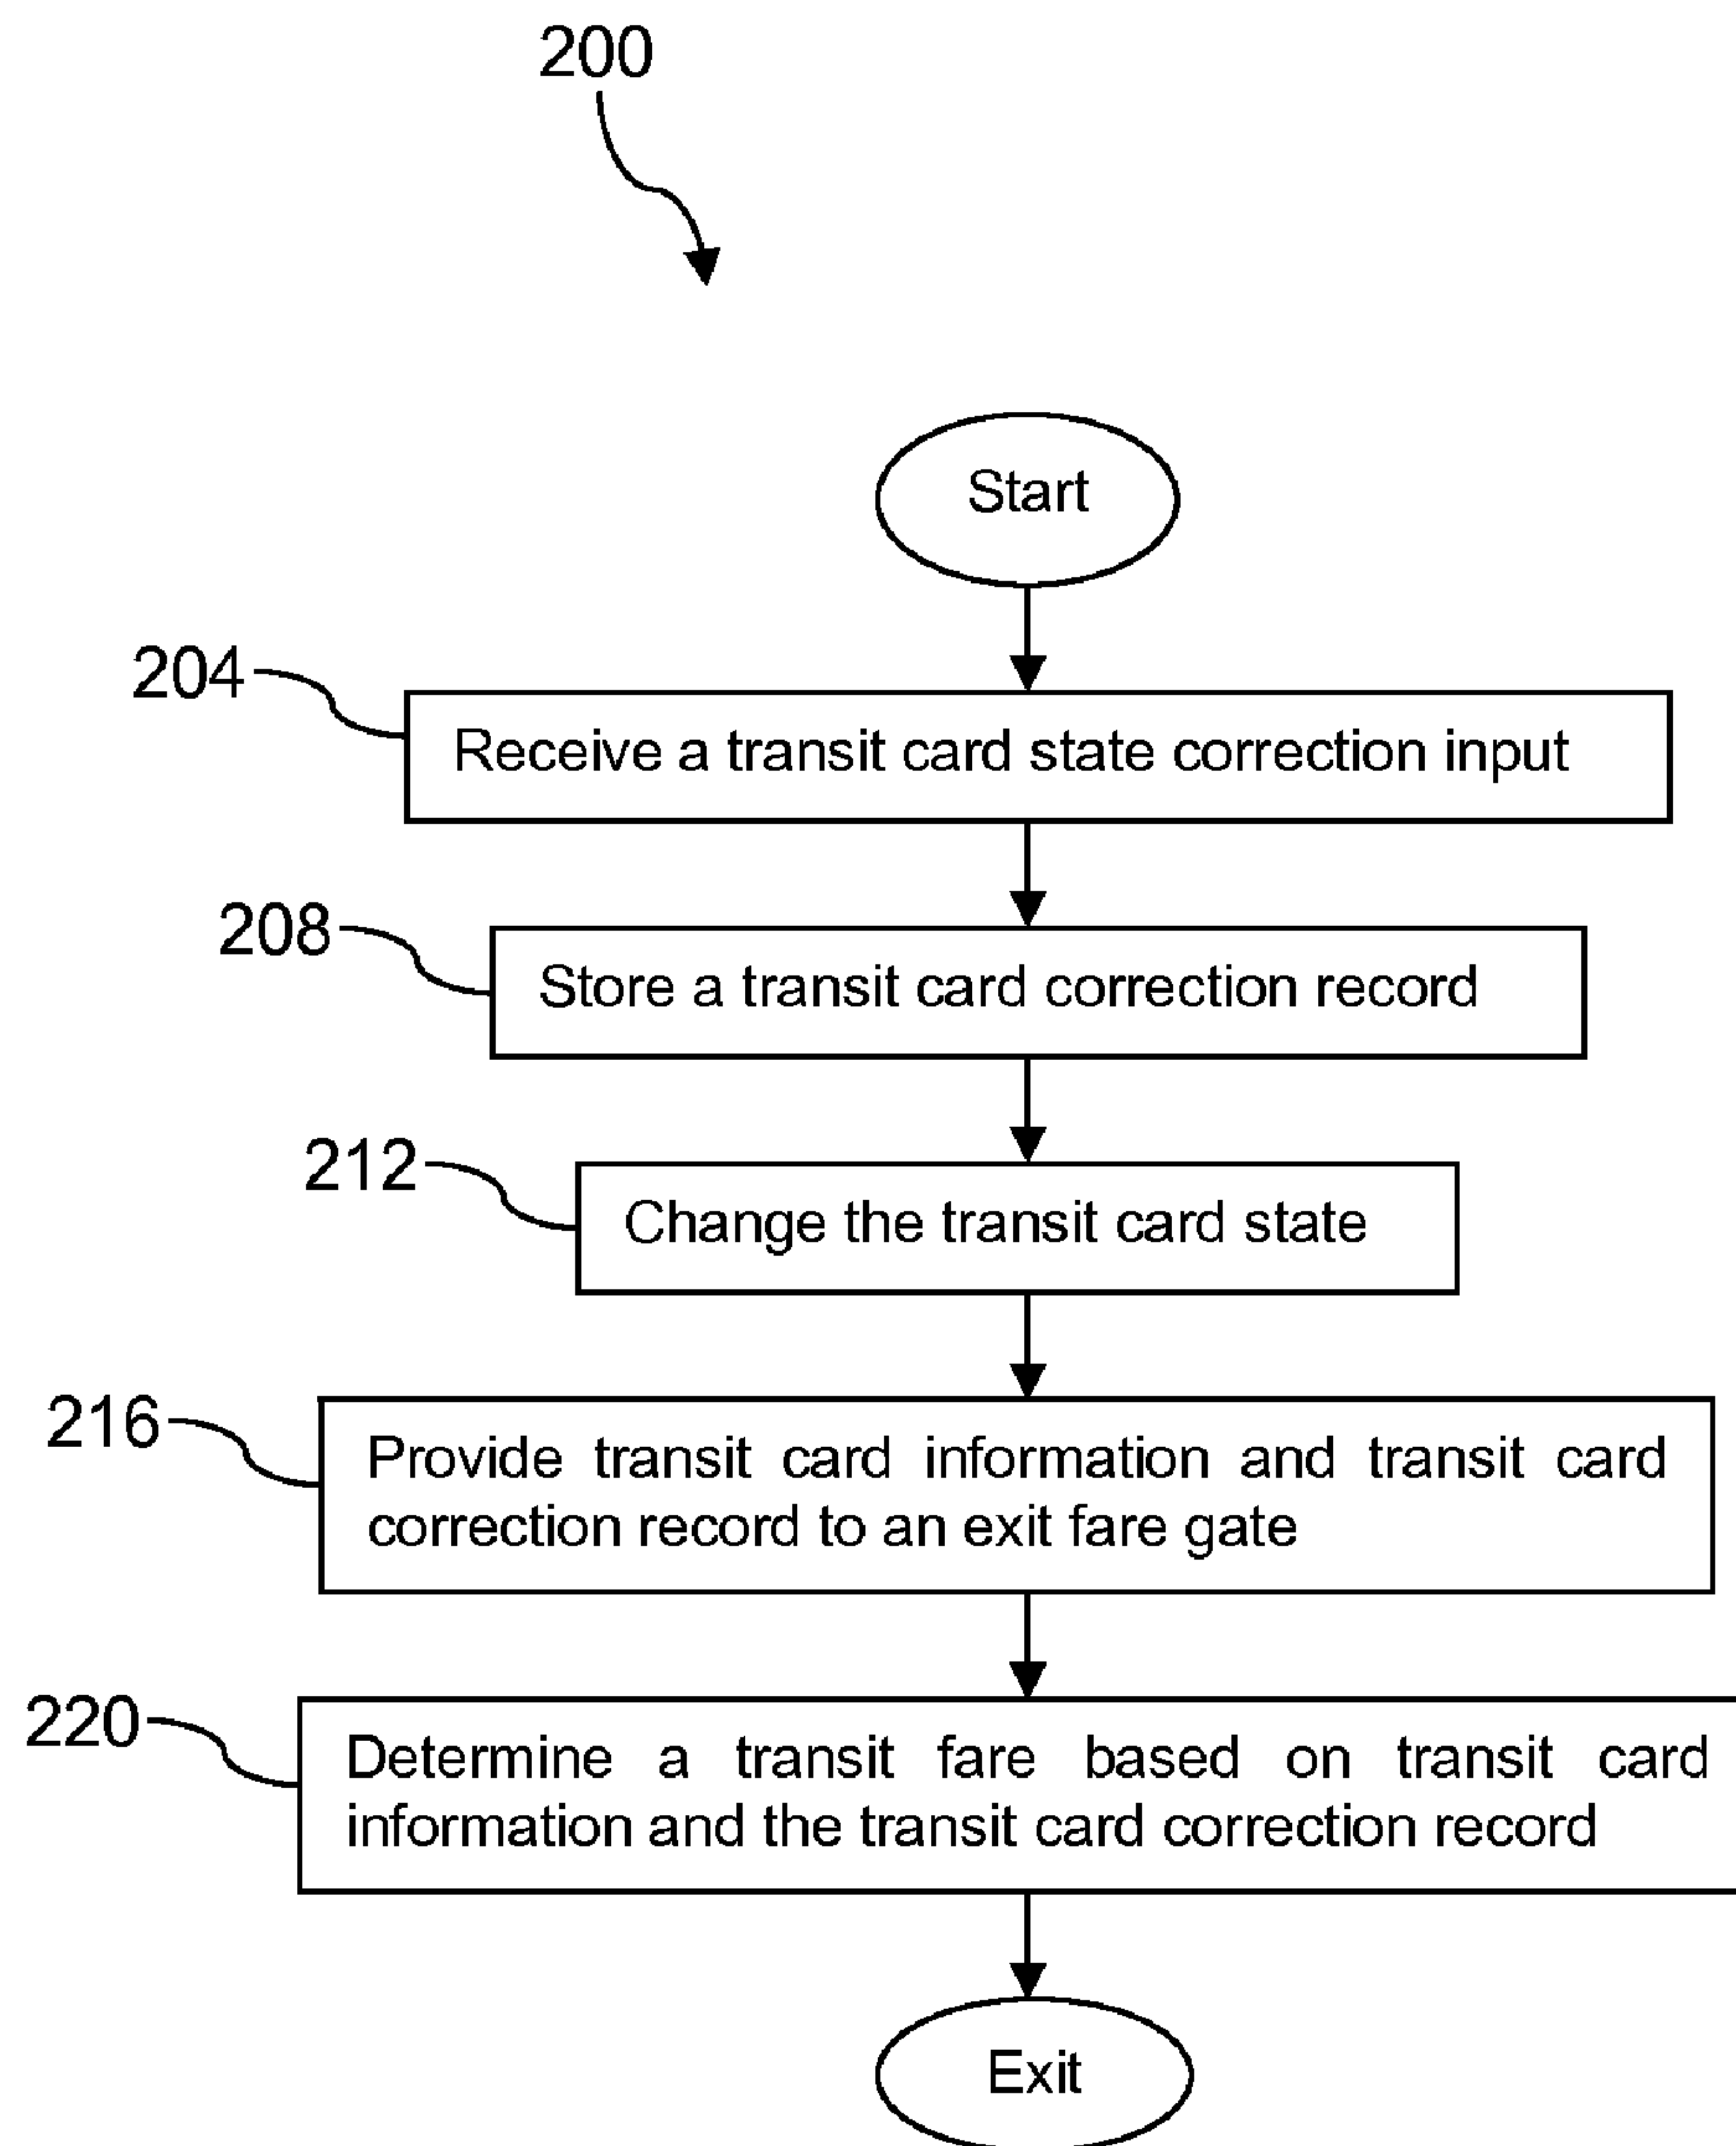 200
Start
204
Receive a transit card state correction input
208
Store a transit card correction record
212
Change the transit card state
216
Provide transit card information and transit card
correction record to an exit fare gate
220
Determine a transit fare based on transit card
information and the transit card correction record
Exit